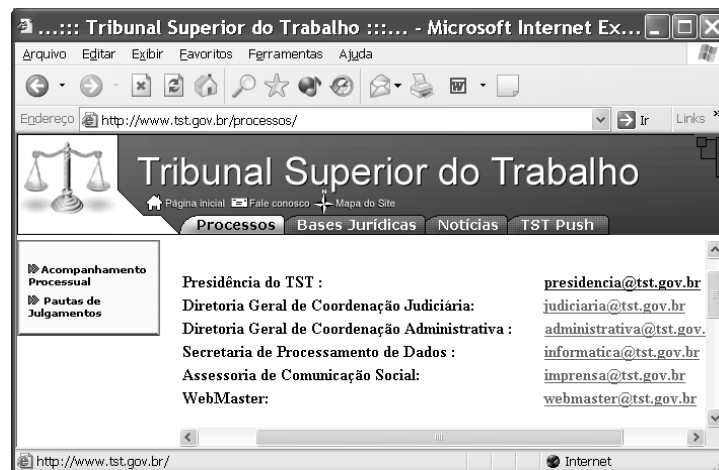 ...::: Tribunal Superior do Trabalho :::... - Microsoft Internet Ex...
Arquivo Editar Exibir Favoritos Ferramentas Ajuda
Endereço http://www.tst.gov.br/processos/ Ir Links »
Tribunal Superior do Trabalho
Página inicial Fale conosco N Mapa do Site
Processos Bases Jurídicas Notícias TST Push
Acompanhamento
Processual
Pautas de
Julgamentos
Presidência do TST : presidencia@tst.gov.br
Diretoria Geral de Coordenação Judiciária: judiciaria@tst.gov.br
Diretoria Geral de Coordenação Administrativa : administrativa@tst.gov.
Secretaria de Processamento de Dados : informatica@tst.gov.br
Assessoria de Comunicação Social: imprensa@tst.gov.br
WebMaster: webmaster@tst.gov.br
http://www.tst.gov.br/ Internet